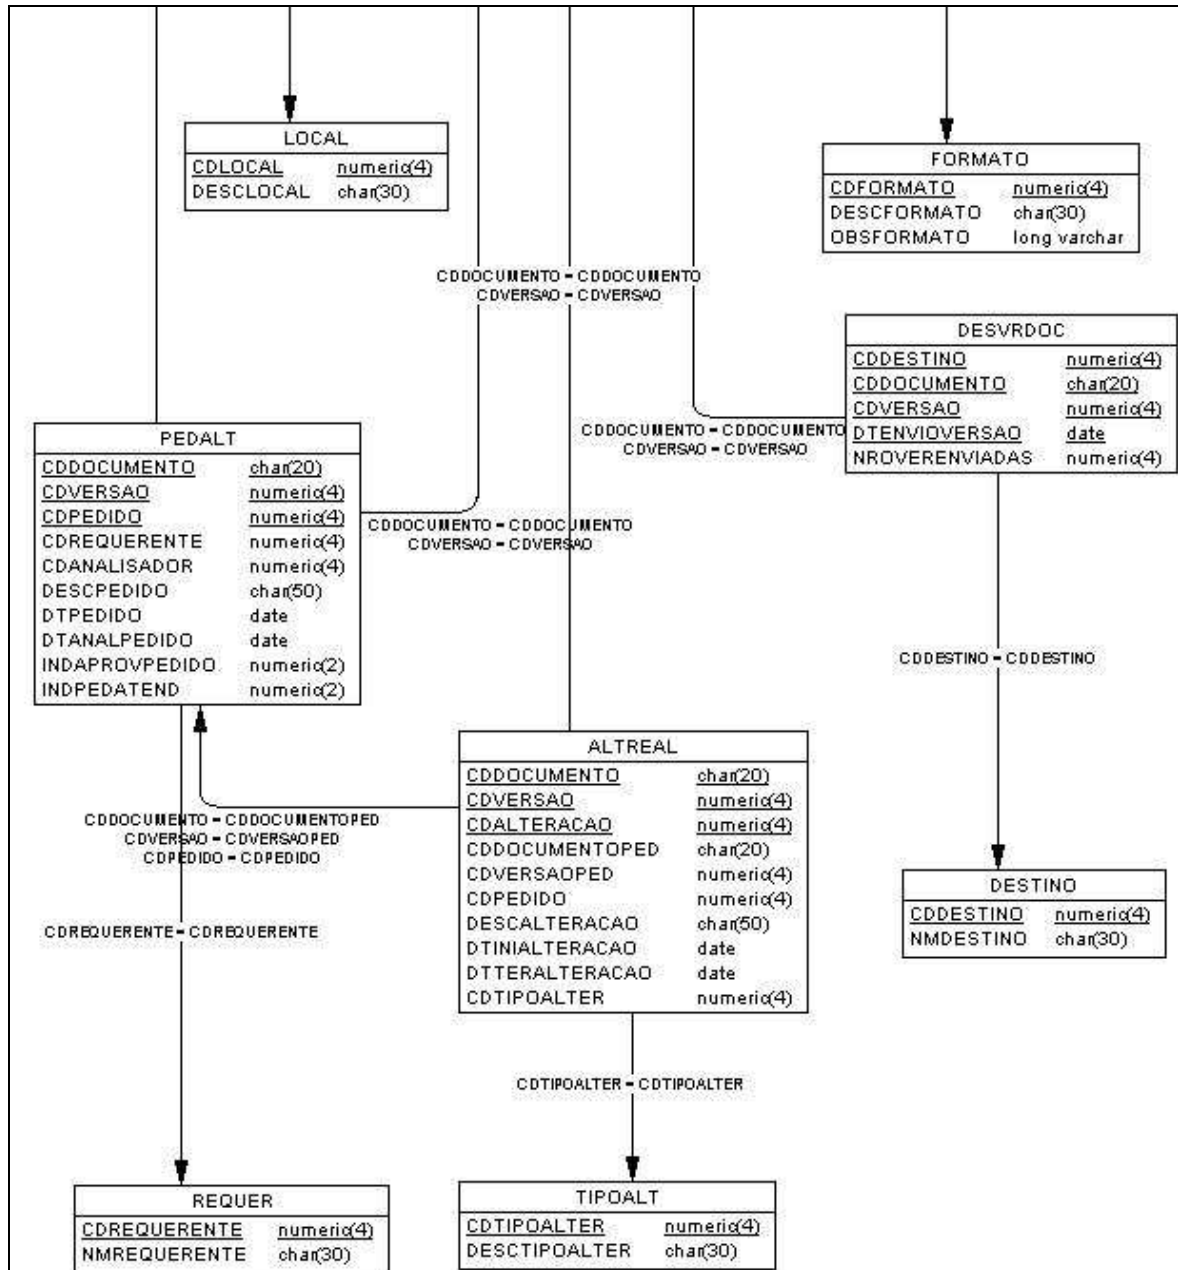 LOCAL
CDLOCAL numeric(4)
DESCLOCAL char(30)
FORMATO
CDFORMATO numeric(4)
DESCFORMATO char(30)
OBSFORMATO long varchar
CDDOCUMENTO = CDDOCUMENTO
CDVERSAO = CDVERSAO
DESVRDOC
CDDESTINO numeric(4)
CDDOCUMENTO char(20)
CDVERSAO numeric(4)
DTENVIOVERSAO date
NROVERENVIADAS numeric(4)
CDDOCUMENTO = CDDOCUMENTO
CDVERSAO = CDVERSAO
PEDALT
CDDOCUMENTO char(20)
CDVERSAO numeric(4)
CDPEDIDO numeric(4)
CDREQUERENTE numeric(4)
CDANALISADOR numeric(4)
DESCPEDIDO char(50)
DTPEDIDO date
DTANALPEDIDO date
INDAPROVPEDIDO numeric(2)
INDPEDATEND numeric(2)
CDDOCUMENTO = CDDOCUMENTO
CDVERSAO = CDVERSAO
CDDESTINO = CDDESTINO
ALTREAL
CDDOCUMENTO char(20)
CDVERSAO numeric(4)
CDALTERACAO numeric(4)
CDDOCUMENTOPED char(20)
CDVERSAOPED numeric(4)
CDPEDIDO numeric(4)
DESCALTERACAO char(50)
DTINIALTERACAO date
DTTERALTERACAO date
CDTIPOALTER numeric(4)
CDDOCUMENTO = CDDOCUMENTOPED
CDVERSAO = CDVERSAOPED
CDPEDIDO = CDPEDIDO
DESTINO
CDDESTINO numeric(4)
NMDESTINO char(30)
CDREQUERENTE = CDREQUERENTE
CDTIPOALTER = CDTIPOALTER
REQUER
CDREQUERENTE numeric(4)
NMREQUERENTE char(30)
TIPOALT
CDTIPOALTER numeric(4)
DESCTIPOALTER char(30)